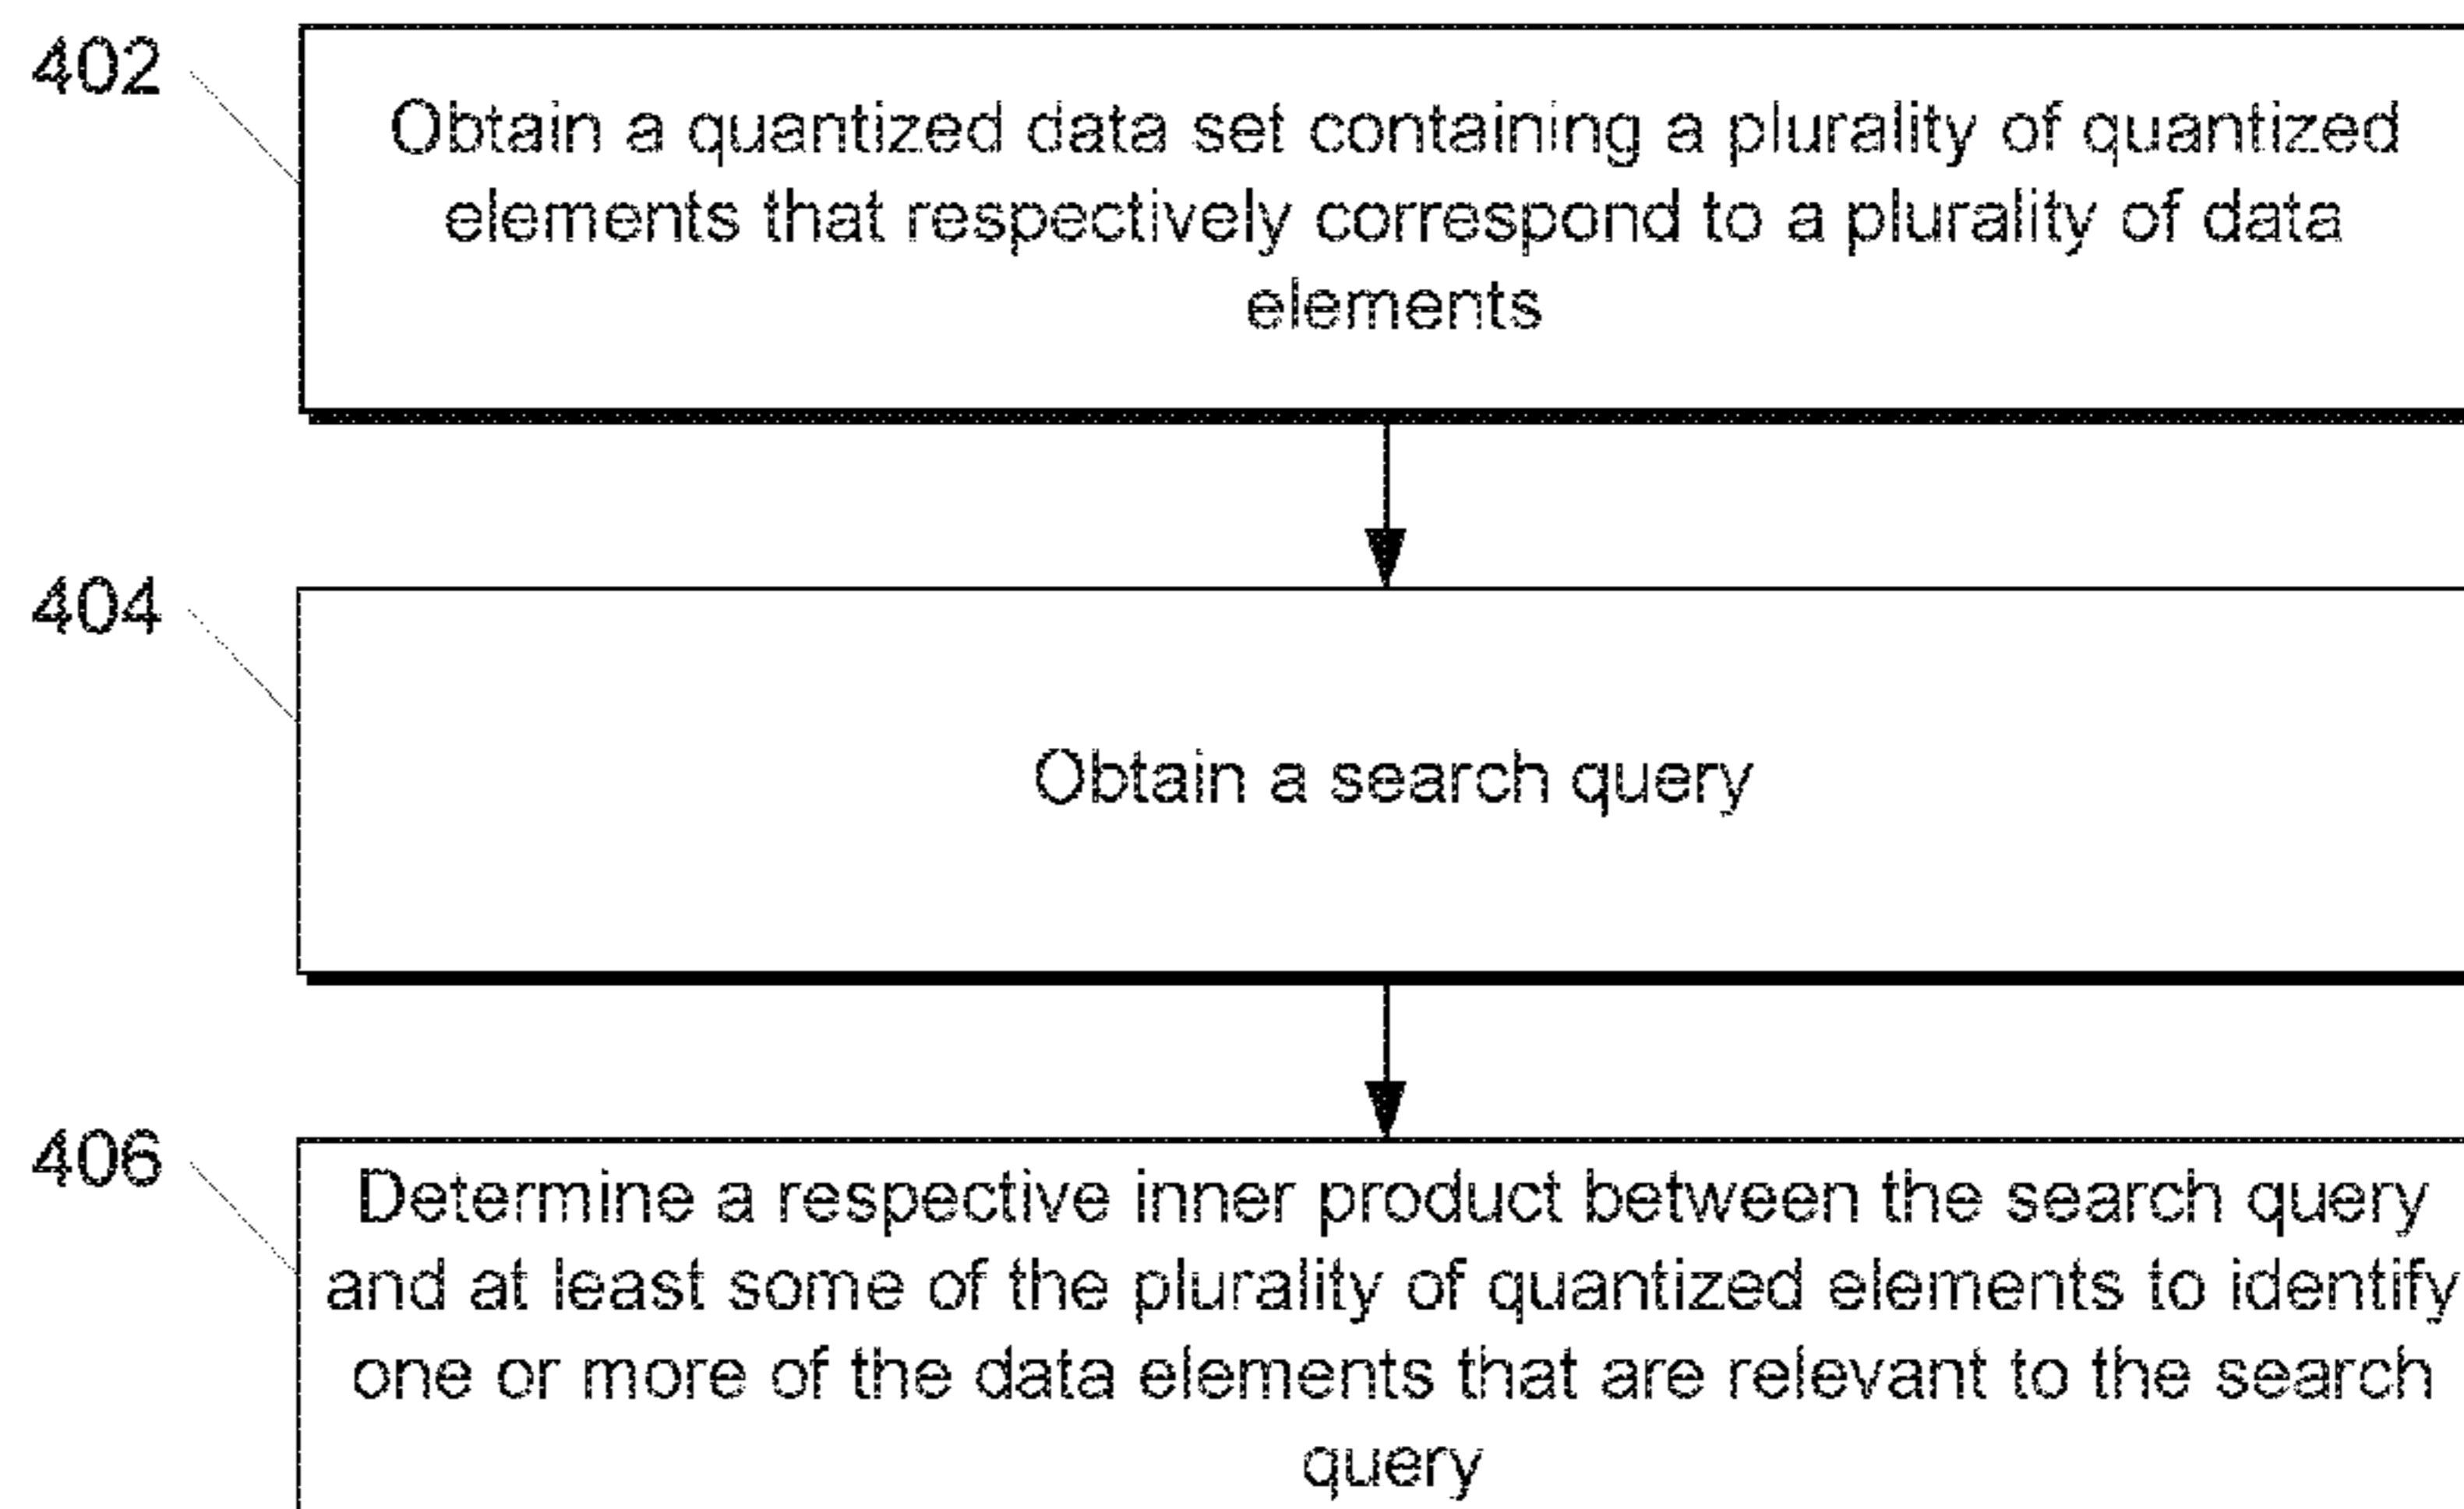 402
Obtain a quantized data set containing a plurality of quantized
elements that respectively correspond to a plurality of data
elements
404
Obtain a search query
406
Determine a respective inner product between the search query
and at least some of the plurality of quantized elements to identify
one or more of the data elements that are relevant to the search
query